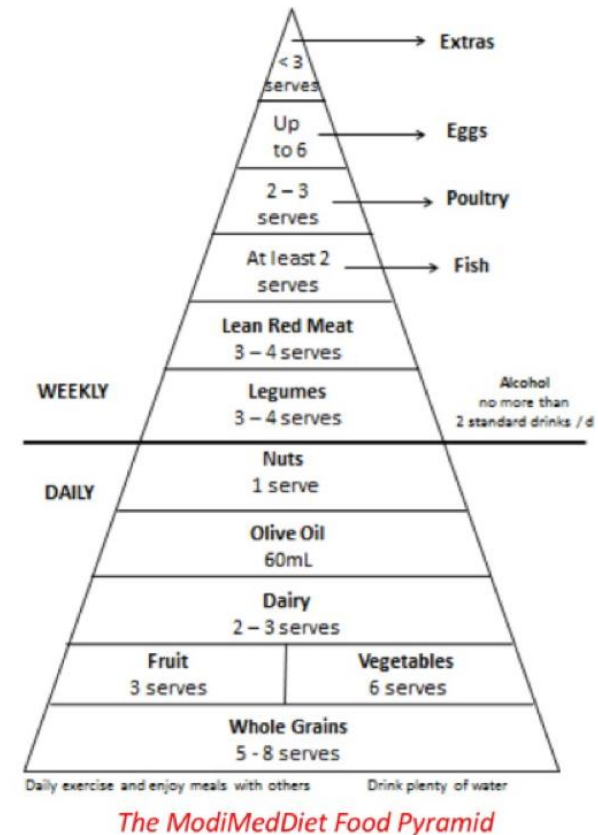 Extras
< 3
serves
Up
to 6
Eggs
2 – 3
serves
Poultry
At least 2
serves
Fish
Lean Red Meat
3 – 4 serves
WEEKLY
Legumes
3 – 4 serves
Alcohol
no more than
2 standard drinks / d
DAILY
Nuts
1 serve
Olive Oil
60mL
Dairy
2 – 3 serves
Fruit
3 serves
Vegetables
6 serves
Whole Grains
5 - 8 serves
Daily exercise and enjoy meals with others
Drink plenty of water
The ModiMedDiet Food Pyramid